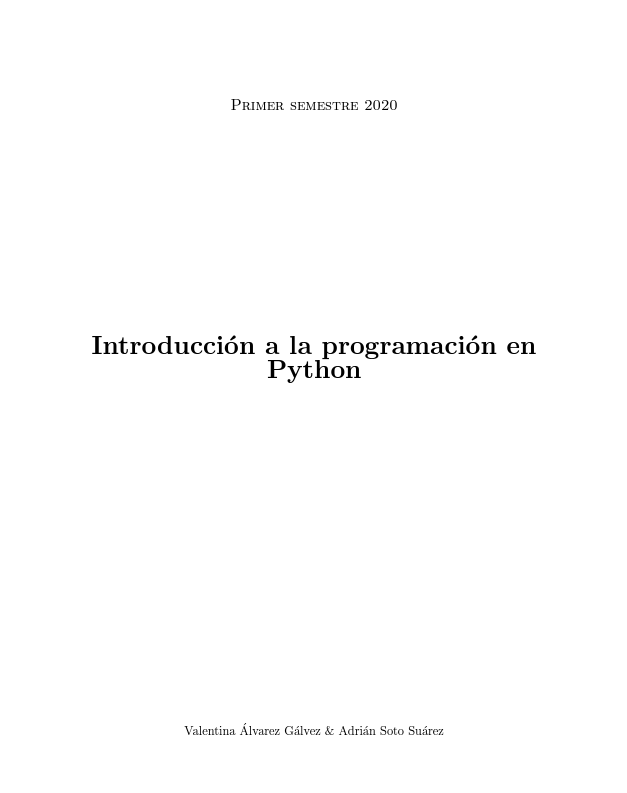 Primer semestre 2020
Introducción a la programación en
Python
Valentina Álvarez Gálvez & Adrián Soto Suárez